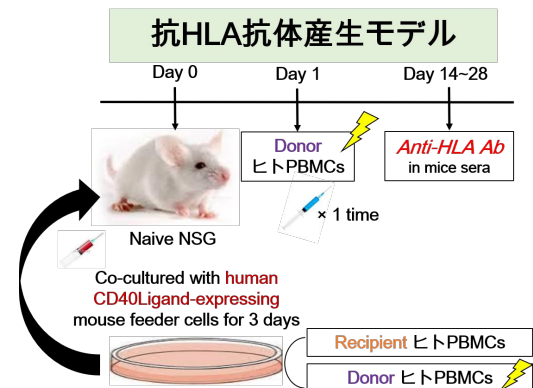 抗HLA抗体産生モデル
Day 0
Day 1
Day 14~28
Donor
ヒトPBMCs
Anti-HLA Ab
in mice sera
× 1 time
Naive NSG
Co-cultured with human
CD40Ligand-expressing
mouse feeder cells for 3 days
Recipient ヒトPBMCs
Donor ヒトPBMCs